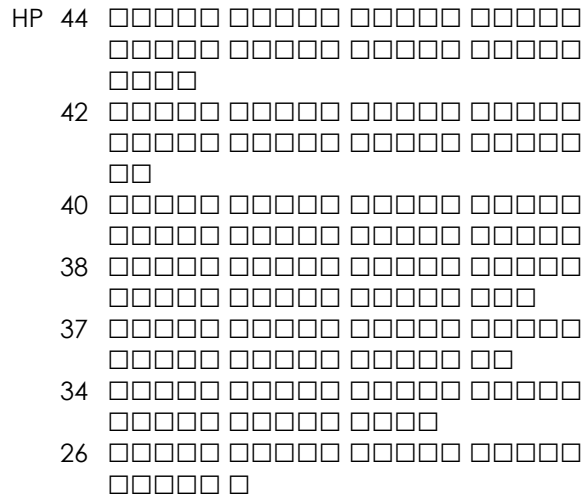 HP 44 □□□□□ □□□□□ □□□□□ □□□□□
□□□□□ □□□□□ □□□□□ □□□□□
□□□□
42 □□□□□ □□□□□ □□□□□ □□□□□
□□□□□ □□□□□ □□□□□ □□□□□
□□
40 □□□□□ □□□□□ □□□□□ □□□□□
□□□□□ □□□□□ □□□□□ □□□□□
38 □□□□□ □□□□□ □□□□□ □□□□□
□□□□□ □□□□□ □□□□□ □□□
37 □□□□□ □□□□□ □□□□□ □□□□□
□□□□□ □□□□□ □□□□□ □□
34 □□□□□ □□□□□ □□□□□ □□□□□
□□□□□ □□□□□ □□□□
26 □□□□□ □□□□□ □□□□□ □□□□□
□□□□□ □